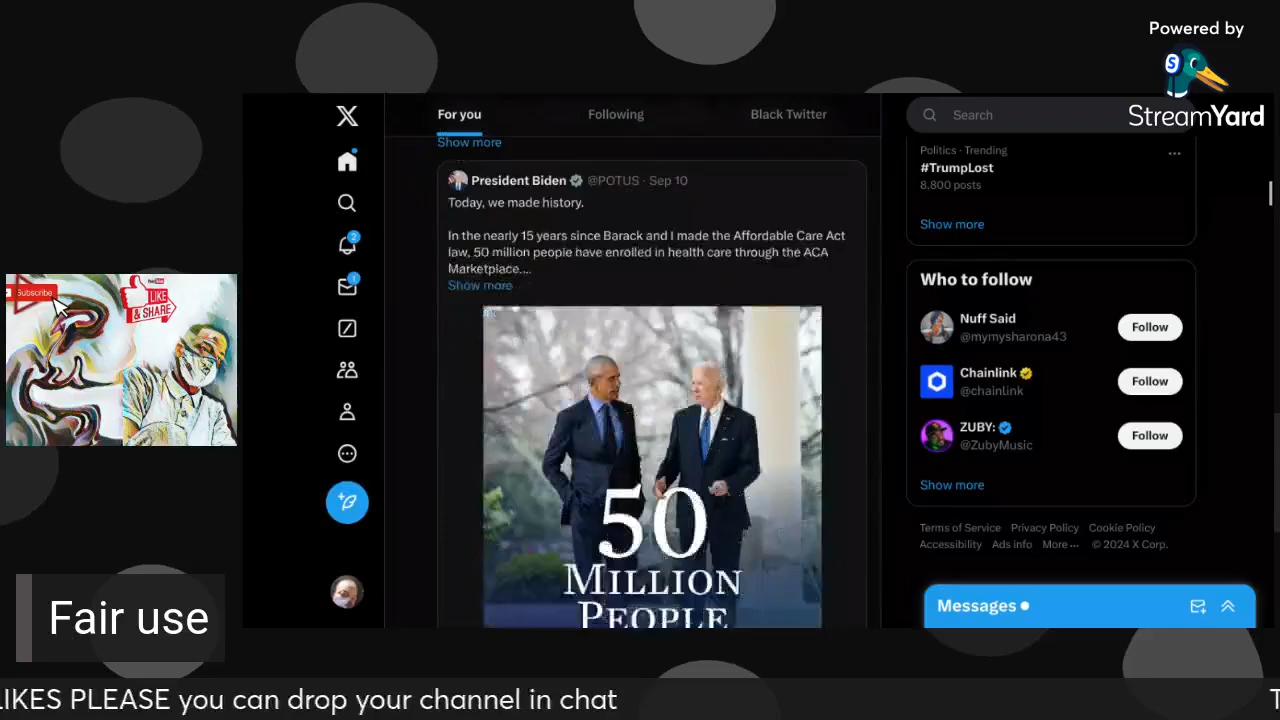 Powered by
StreamYard
For you
Following
Black Twitter
Search
Show more
Politics · Trending
#TrumpLost
8,800 posts
Show more
President Biden @POTUS · Sep 10
Today, we made history.
In the nearly 15 years since Barack and I made the Affordable Care Act
law, 50 million people have enrolled in health care through the ACA
Marketplace....
Show more
50
MILLION
PEOPLE
Who to follow
Nuff Said
@mymysharona43
Follow
Chainlink
@chainlink
Follow
ZUBY:
@ZubyMusic
Follow
Show more
Terms of Service Privacy Policy Cookie Policy
Accessibility Ads info More ··· © 2024 X Corp.
Messages
2
1
Subscribe
LIKE
& SHARE
Fair use
LIKES PLEASE you can drop your channel in chat